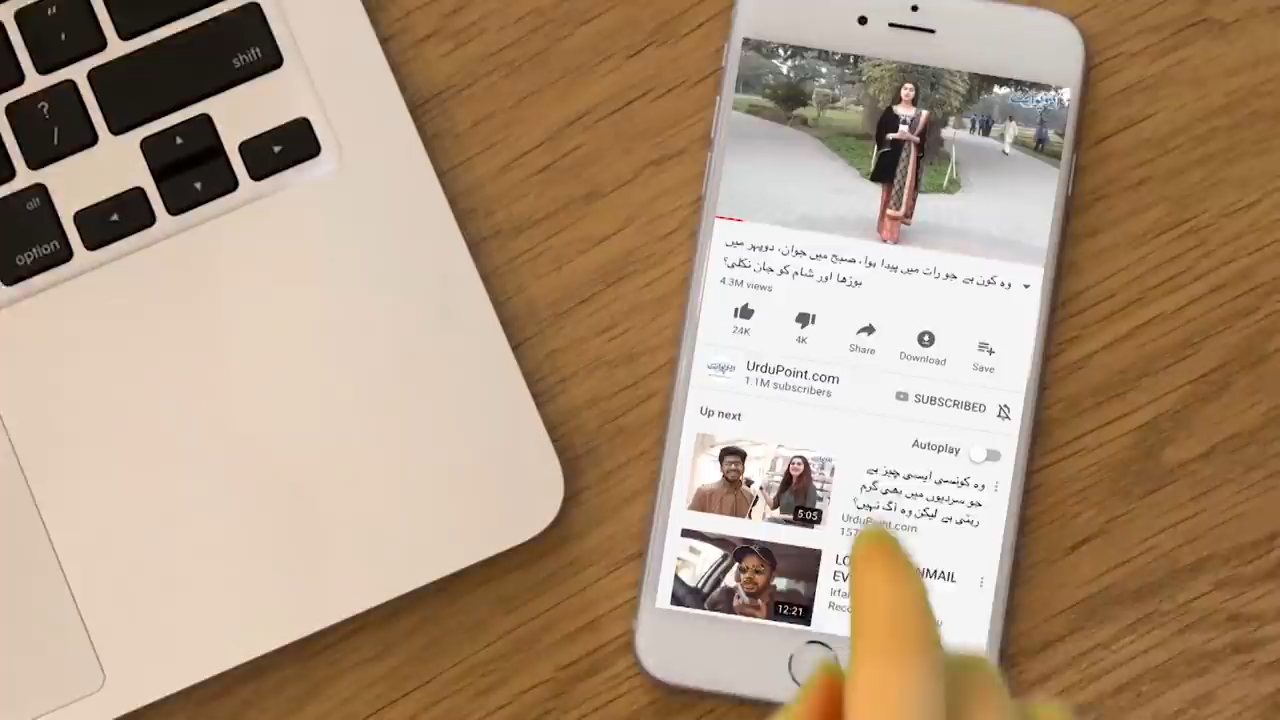 “
,
shift
?
/
alt
option
اردوپوائنٹ
وہ کون ہے جو رات میں پیدا ہوا، صبح میں جوان، دوپہر میں
بوڑھا اور شام کو جان نکلی؟
4.3M views
24K
4K
Share
Download
Save
UrduPoint.com
1.1M subscribers
SUBSCRIBED
Up next
Autoplay
وہ کونسی ایسی چیز ہے
جو سردیوں میں بھی گرم
رہتی ہے لیکن وہ آگ نہیں؟
UrduPoint.com
5:05
12:21